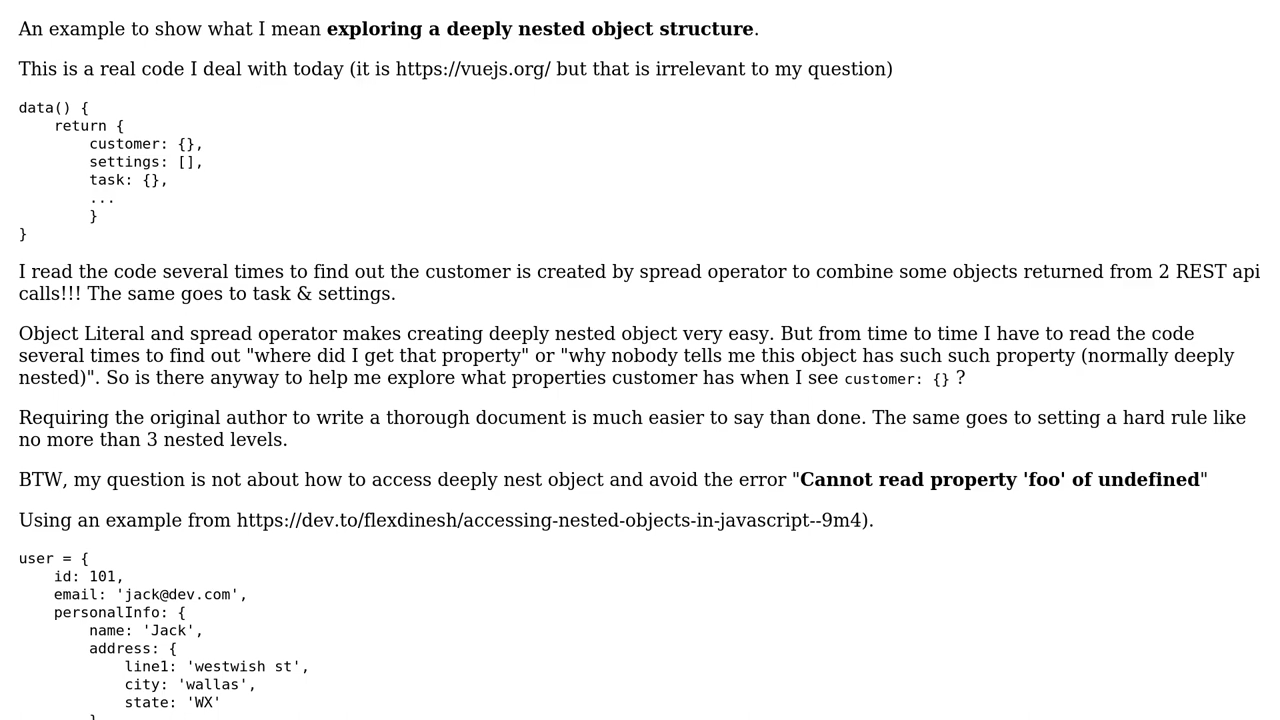 An example to show what I mean exploring a deeply nested object structure.
This is a real code I deal with today (it is https://vuejs.org/ but that is irrelevant to my question)
data() {
    return {
        customer: {},
        settings: [],
        task: {},
        ...
        }
}
I read the code several times to find out the customer is created by spread operator to combine some objects returned from 2 REST api
calls!!! The same goes to task & settings.
Object Literal and spread operator makes creating deeply nested object very easy. But from time to time I have to read the code
several times to find out "where did I get that property" or "why nobody tells me this object has such such property (normally deeply
nested)". So is there anyway to help me explore what properties customer has when I see customer: {} ?
Requiring the original author to write a thorough document is much easier to say than done. The same goes to setting a hard rule like
no more than 3 nested levels.
BTW, my question is not about how to access deeply nest object and avoid the error "Cannot read property 'foo' of undefined"
Using an example from https://dev.to/flexdinesh/accessing-nested-objects-in-javascript--9m4).
user = {
    id: 101,
    email: 'jack@dev.com',
    personalInfo: {
        name: 'Jack',
        address: {
            line1: 'westwish st',
            city: 'wallas',
            state: 'WX'
        }